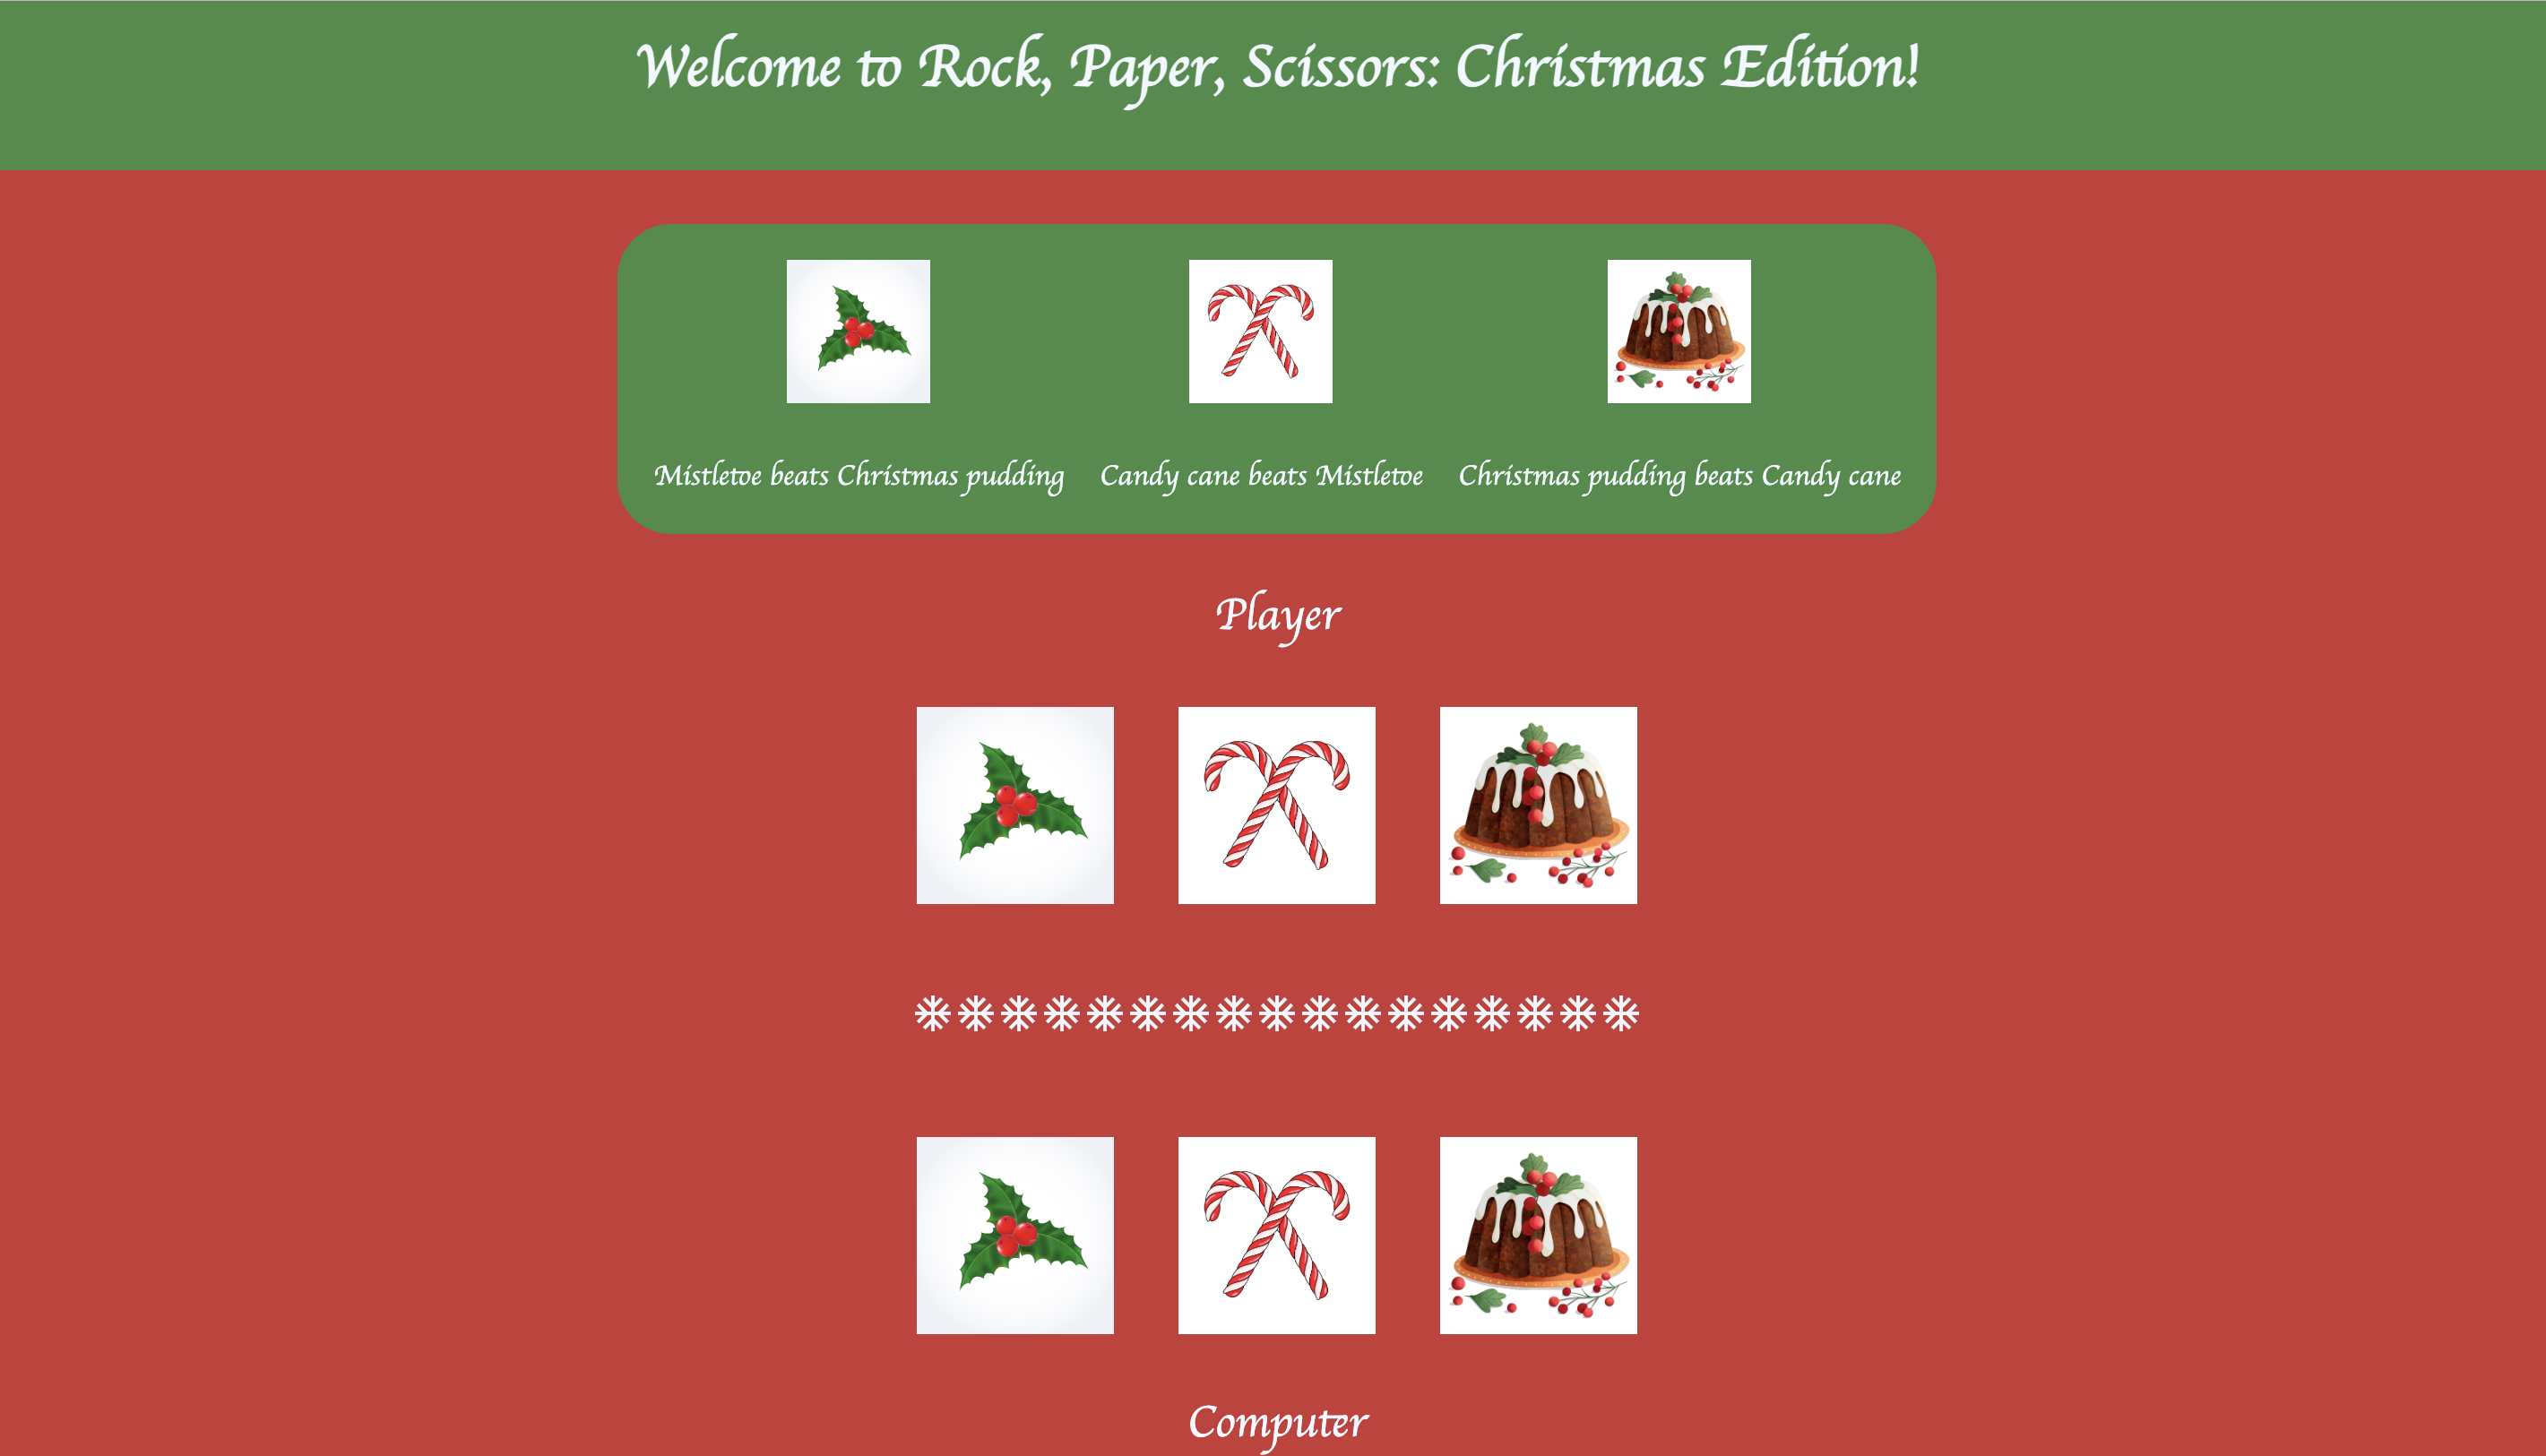 Welcome to Rock, Paper, Scissors: Christmas Edition!
Mistletoe beats Christmas pudding
Candy cane beats Mistletoe
Christmas pudding beats Candy cane
Player
Computer